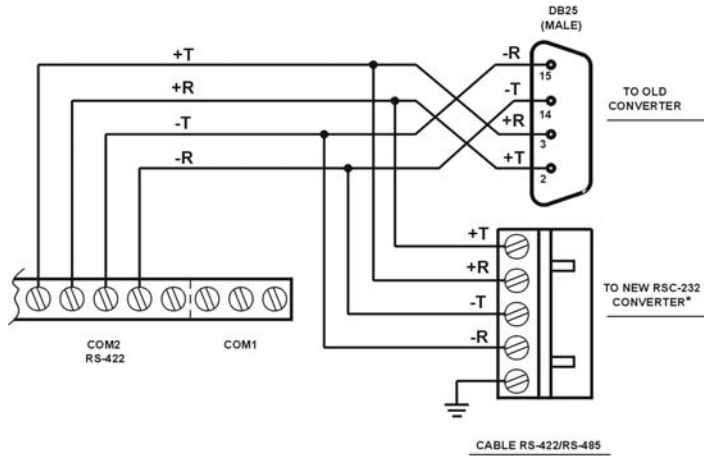 DB25
(MALE)
+T
-R
15
+R
-T
14
TO OLD
CONVERTER
-T
+R
3
-R
+T
2
+T
+R
TO NEW RSC-232
CONVERTER*
-T
-R
COM2
RS-422
COM1
CABLE RS-422/RS-485